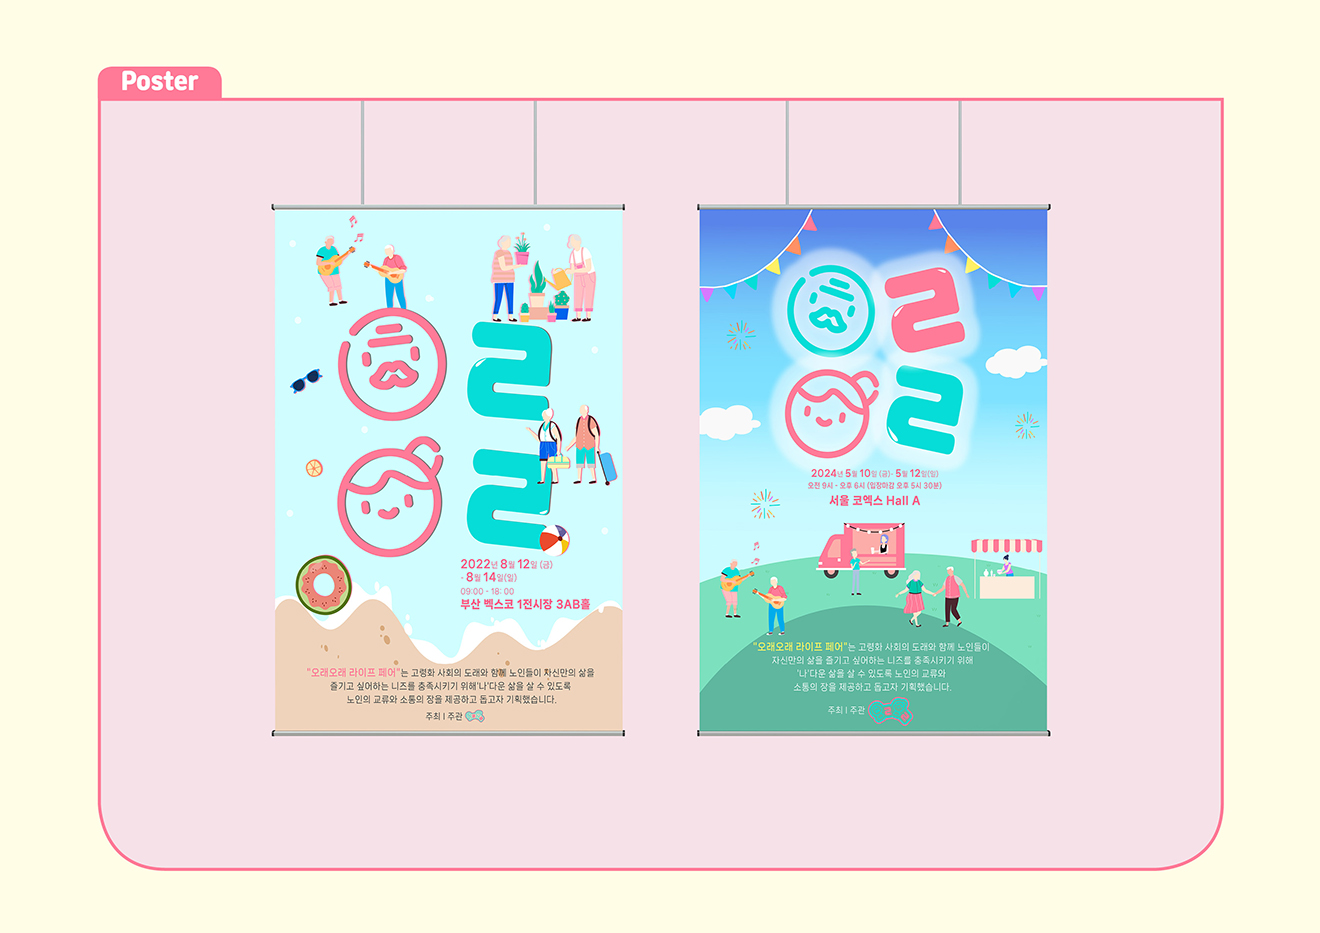 Poster
2022년 8월 12일 (금)
- 8월 14일(일)
09:00 - 18: 00
부산 벡스코 1전시장 3AB홀
"오래오래 라이프 페어"는 고령화 사회의 도래와 함께 노인들이 자신만의 삶을
즐기고 싶어하는 니즈를 충족시키기 위해'나'다운 삶을 살 수 있도록
노인의 교류와 소통의 장을 제공하고 돕고자 기획했습니다.
주최 I 주관
2024년 5월 10일 (금)- 5월 12일(일)
오전 9시 - 오후 6시 (입장마감 오후 5시 30분)
서울 코엑스 Hall A
"오래오래 라이프 페어"는 고령화 사회의 도래와 함께 노인들이
자신만의 삶을 즐기고 싶어하는 니즈를 충족시키기 위해
'나'다운 삶을 살 수 있도록 노인의 교류와
소통의 장을 제공하고 돕고자 기획했습니다.
주최 I 주관